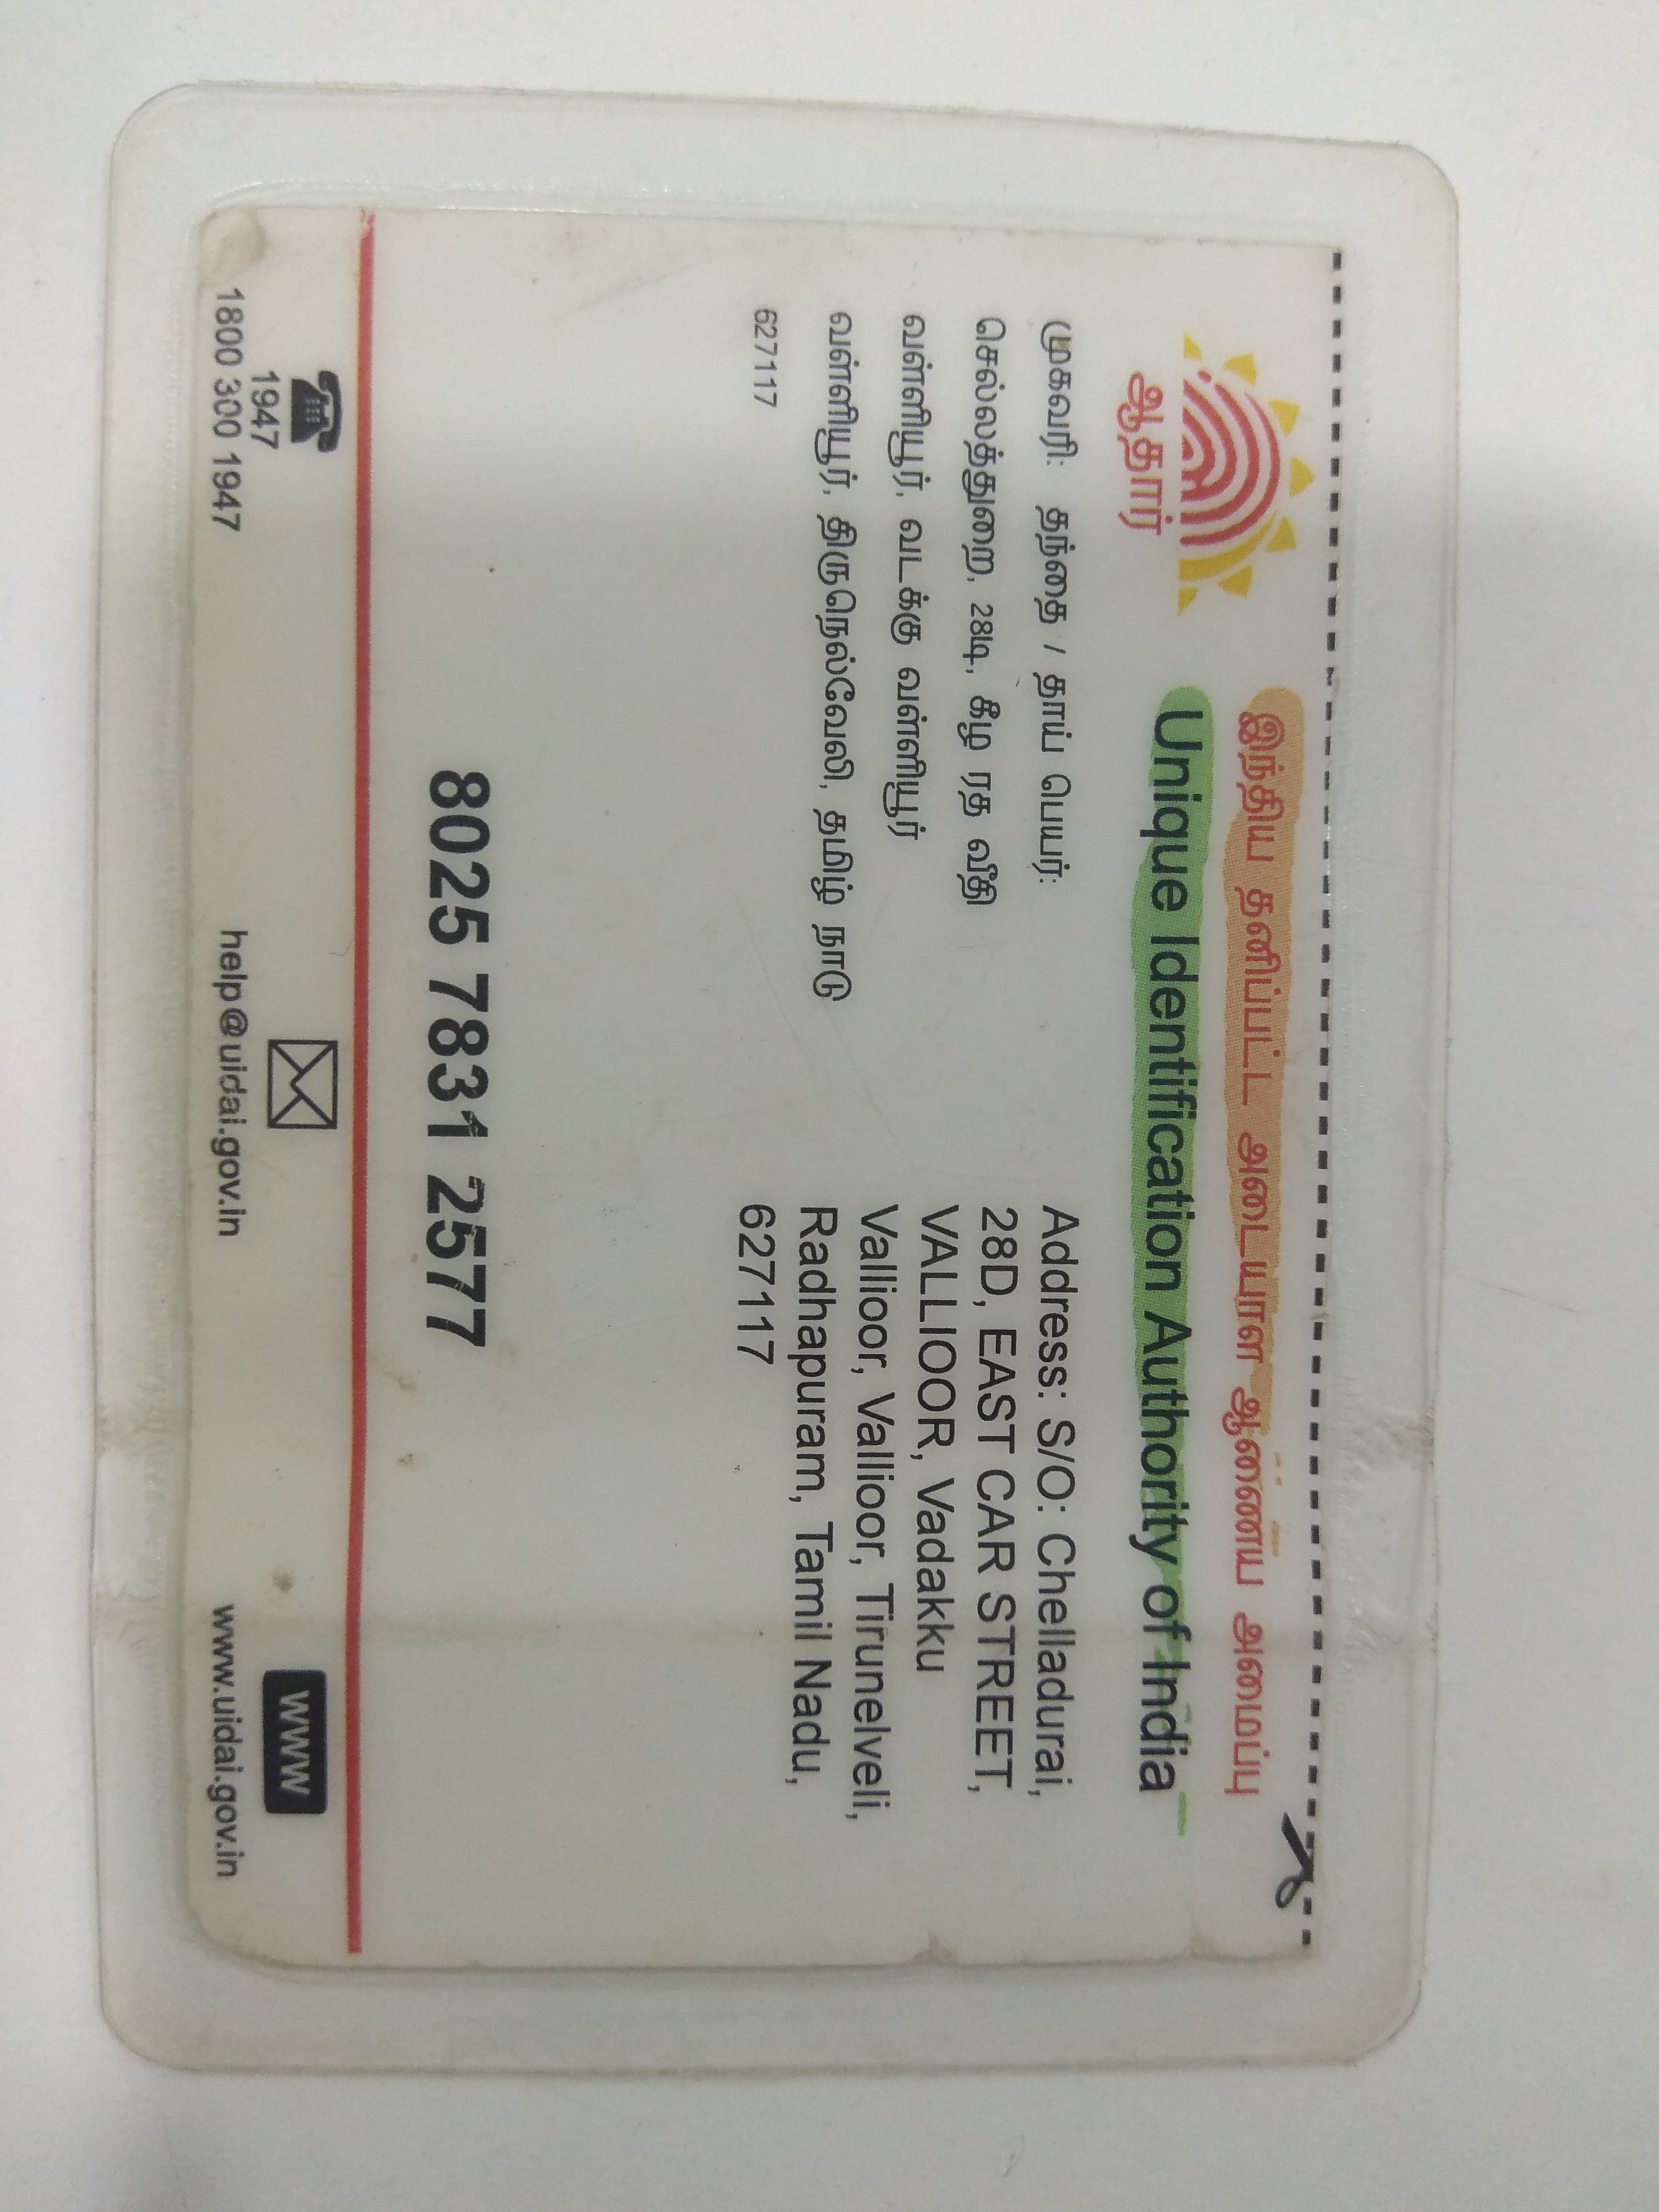 இந்திய தனிப்பட்ட அடையாள ஆணைய அமைப்பு
Unique Identification Authority of India
ஆதார்
முகவரி: தந்தை / தாய் பெயர்:
செல்லத்துறை, 28டி, கீழ ரத வீதி
வள்ளியூர், வடக்கு வள்ளியூர்
வள்ளியூர், திருநெல்வேலி, தமிழ் நாடு
627117
Address: S/O: Chelladurai,
28D, EAST CAR STREET,
VALLIOOR, Vadakku
Vallioor, Vallioor, Tirunelveli,
Radhapuram, Tamil Nadu,
627117
8025 7831 2577
1947
1800 300 1947
help@uidai.gov.in
WWW
www.uidai.gov.in